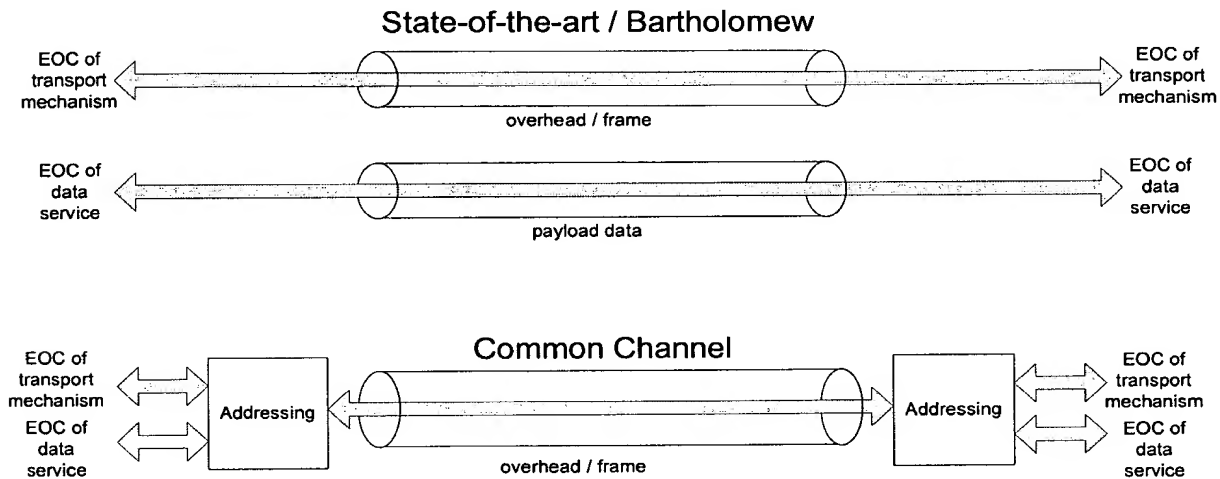 State-of-the-art / Bartholomew
EOC of
transport
mechanism
EOC of
transport
mechanism
overhead / frame
EOC of
data
service
EOC of
data
service
payload data
Common Channel
EOC of
transport
mechanism
EOC of
data
service
Addressing
Addressing
EOC of
transport
mechanism
EOC of
data
service
overhead / frame